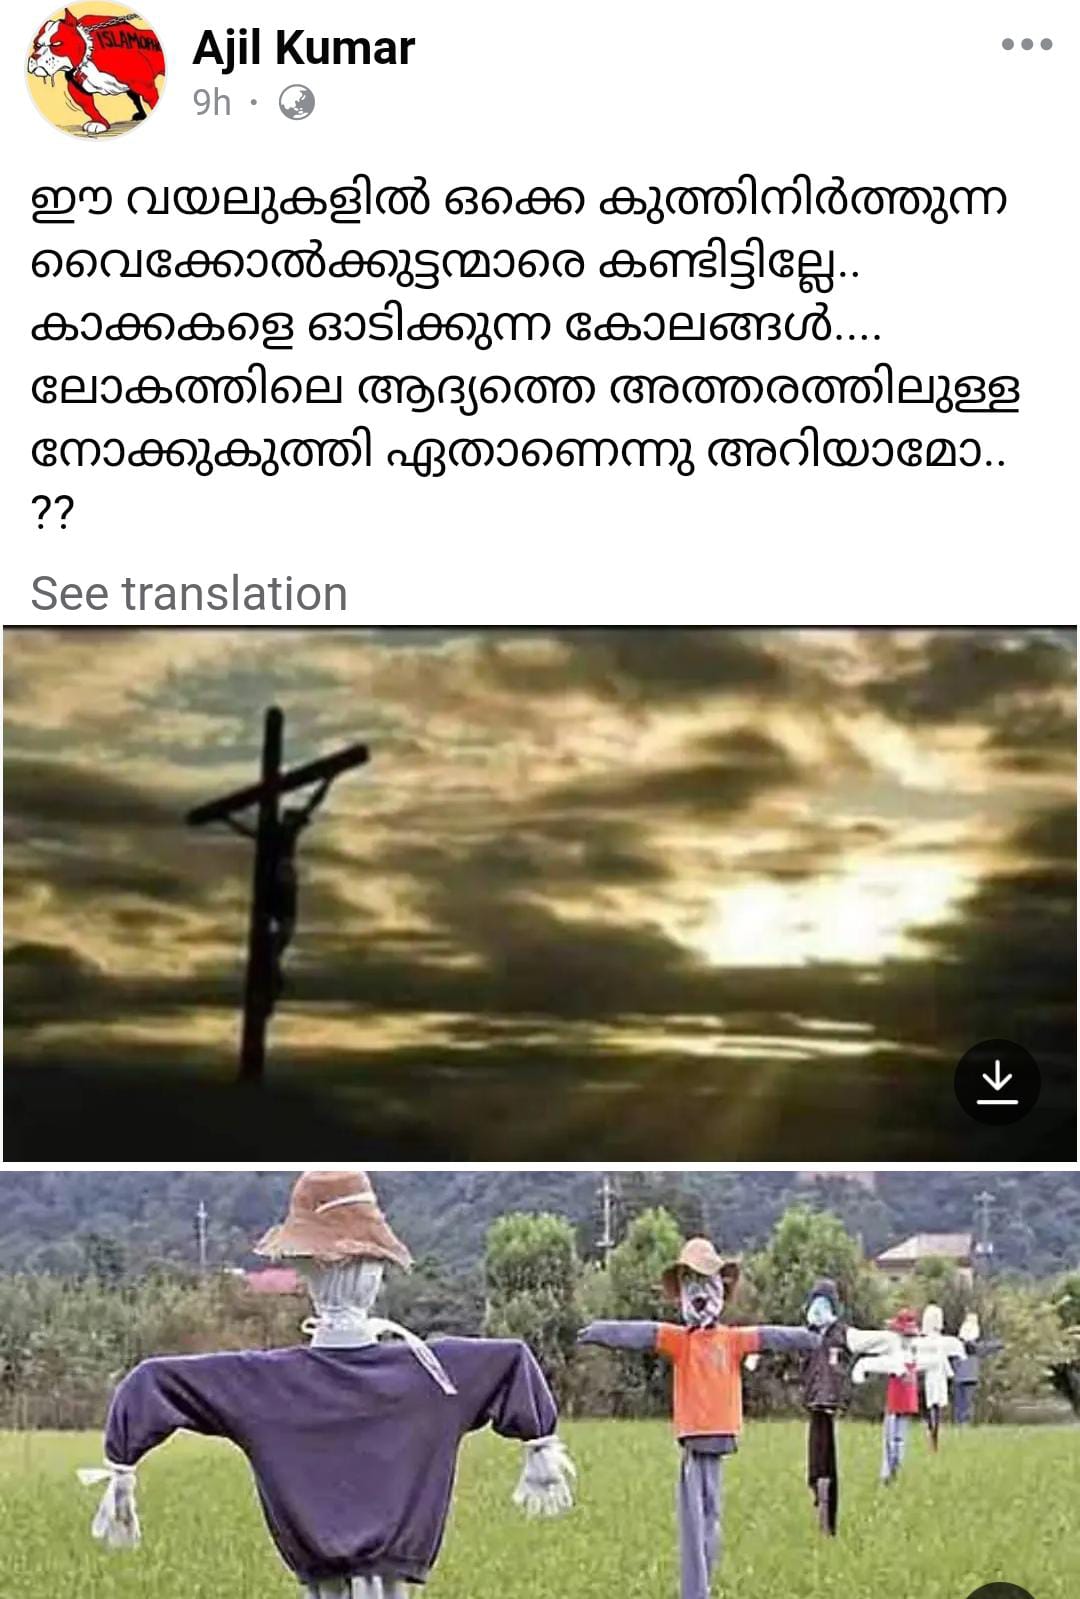 ISLAMOPH
Ajil Kumar
9h ·
ഈ വയലുകളിൽ ഒക്കെ കുത്തിനിർത്തുന്ന
വൈക്കോൽക്കുട്ടന്മാരെ കണ്ടിട്ടില്ലേ..
കാക്കകളെ ഓടിക്കുന്ന കോലങ്ങൾ....
ലോകത്തിലെ ആദ്യത്തെ അത്തരത്തിലുള്ള
നോക്കുകുത്തി ഏതാണെന്നു അറിയാമോ..
??
See translation